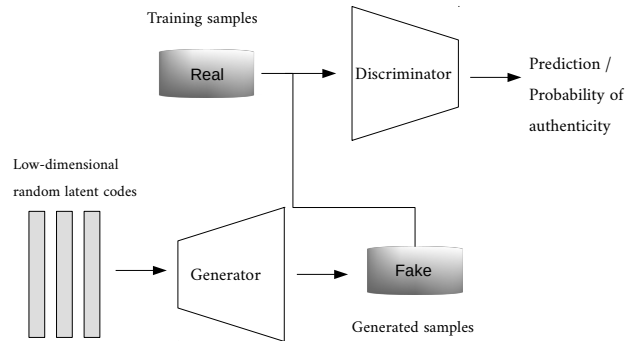 Training samples
Real
Discriminator
Prediction /
Probability of
authenticity
Low-dimensional
random latent codes
Generator
Fake
Generated samples